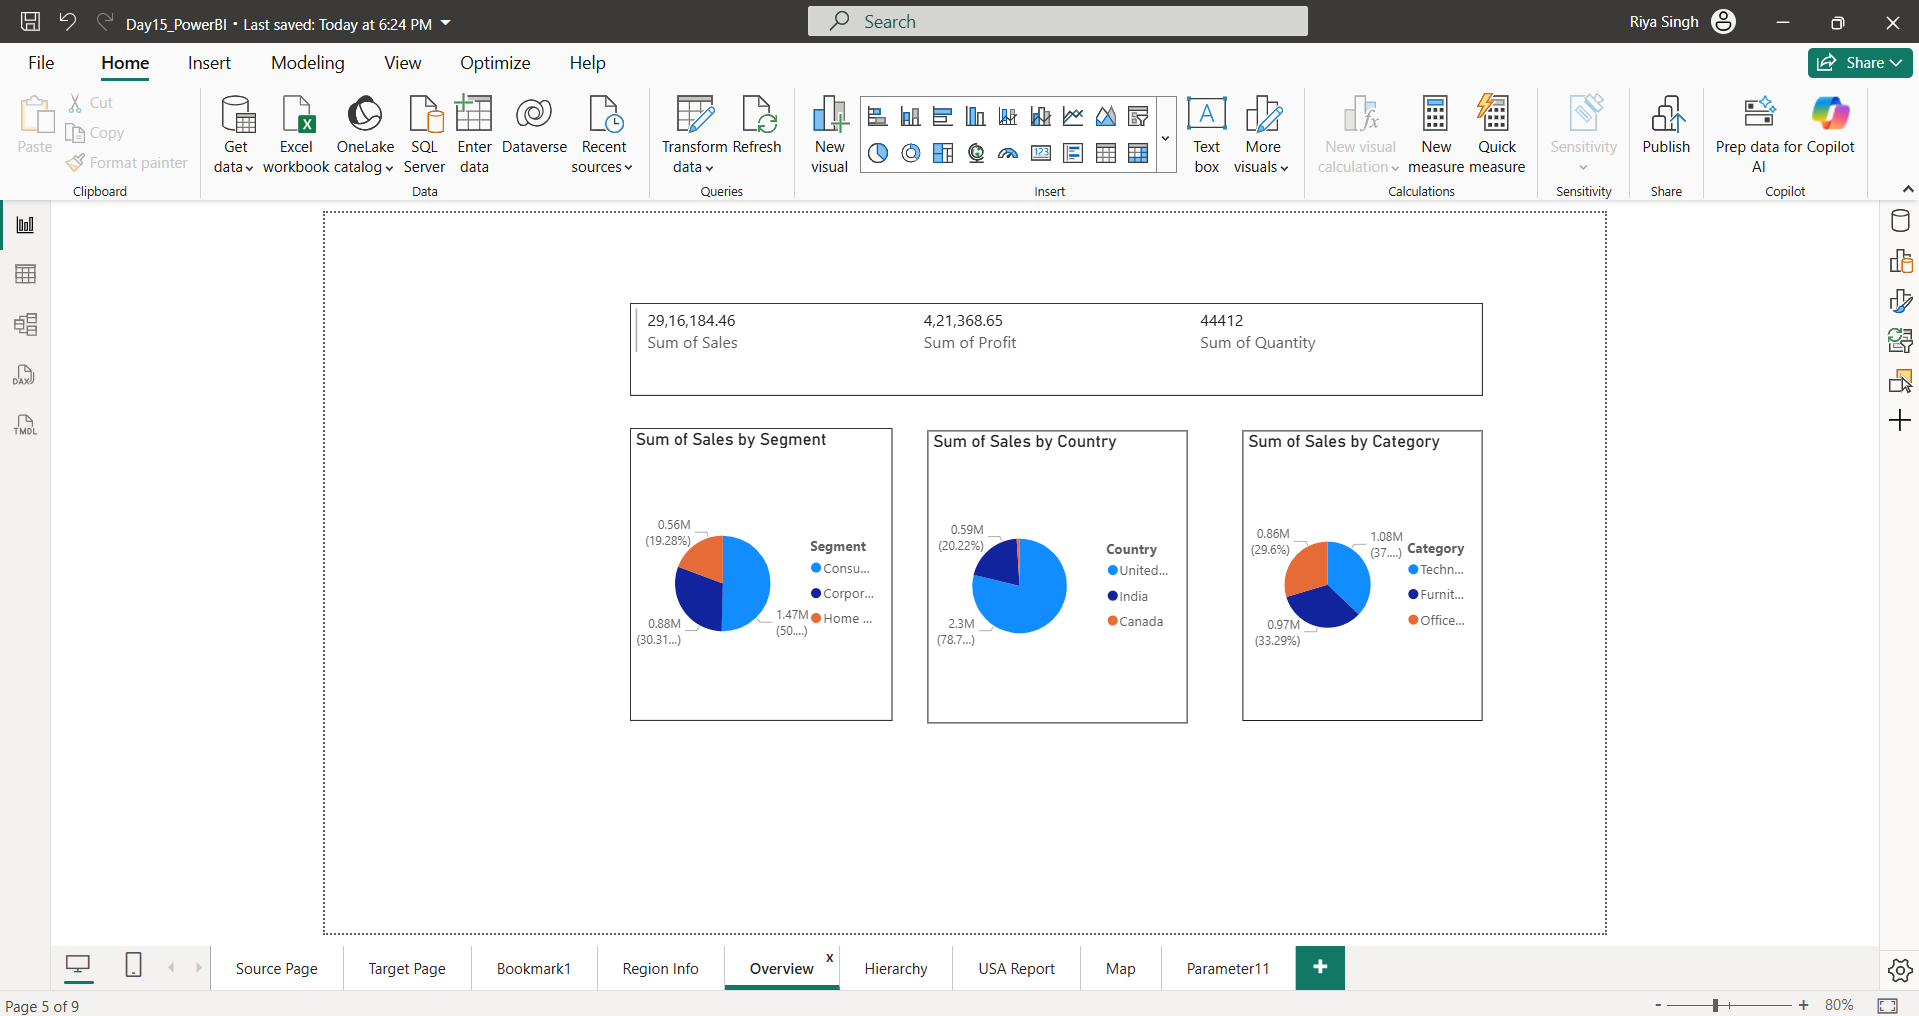 Day15_PowerBI • Last saved: Today at 6:24 PM
Search
Riya Singh
File Home Insert Modeling View Optimize Help
Share
Paste
Cut
Copy
Format painter
Clipboard
Get data
Excel workbook
OneLake catalog
SQL Server
Enter data
Dataverse
Recent sources
Data
Transform data
Refresh
Queries
New visual
123
A
Text box
More visuals
Insert
fx
New visual calculation
New measure
Quick measure
Calculations
Sensitivity
Sensitivity
Publish
Share
Prep data for AI
Copilot
Copilot
DAX
TMDL
29,16,184.46
Sum of Sales
4,21,368.65
Sum of Profit
44412
Sum of Quantity
Sum of Sales by Segment
0.56M
(19.28%)
0.88M
(30.31...)
1.47M
(50....)
Segment
Consu...
Corpor...
Home ...
Sum of Sales by Country
0.59M
(20.22%)
2.3M
(78.7...)
Country
United...
India
Canada
Sum of Sales by Category
0.86M
(29.6%)
1.08M
(37....)
0.97M
(33.29%)
Category
Techn...
Furnit...
Office...
Source Page Target Page Bookmark1 Region Info Overview x Hierarchy USA Report Map Parameter11 +
Page 5 of 9
- + 80%